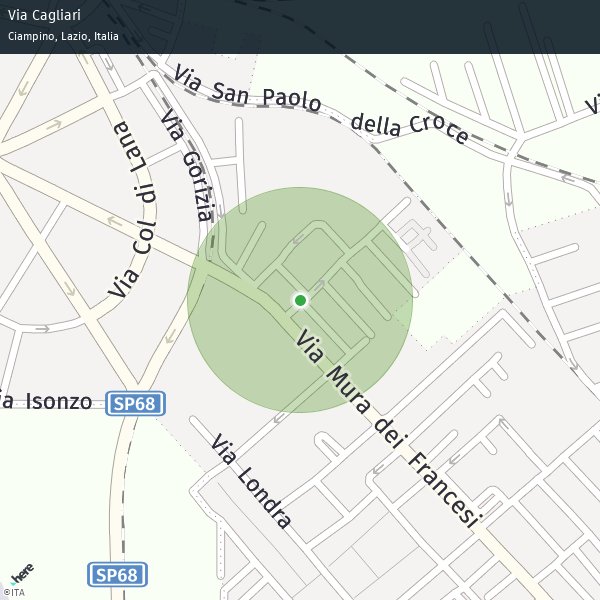 Via Cagliari
Ciampino, Lazio, Italia
Via San Paolo della Croce
Via Gorizia
Via Col di Lana
Via Mura dei Francesi
a Isonzo
SP68
Via Londra
SP68
here
©ITA